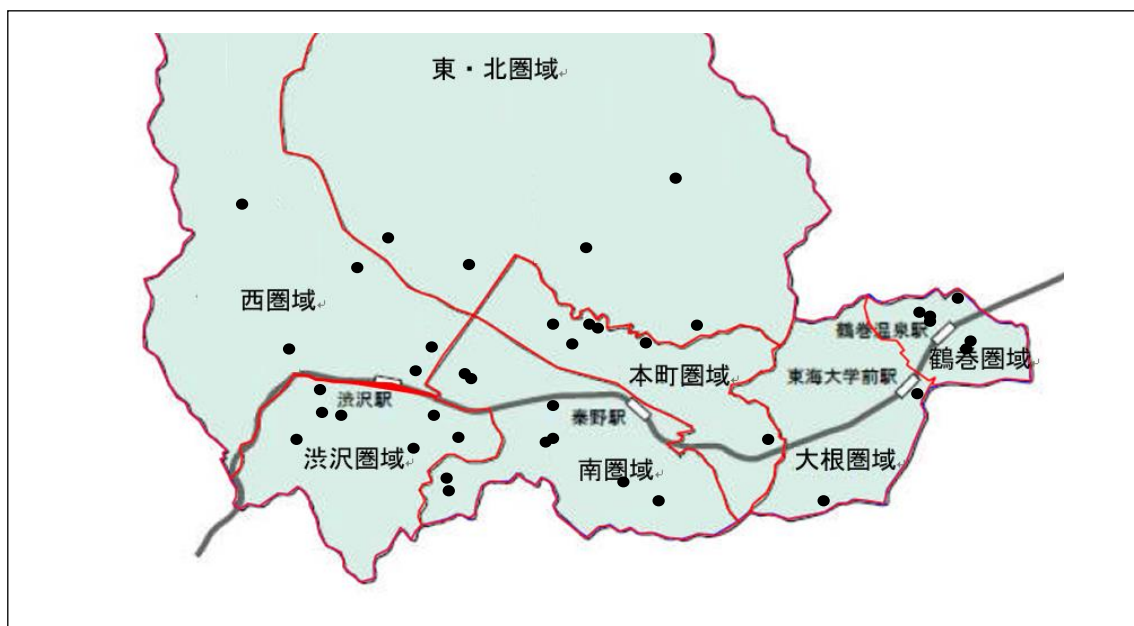 東・北圏域
西圏域
鶴巻温泉駅
鶴巻圏域
本町圏域
東海大学前駅
渋沢駅
秦野駅
渋沢圏域
南圏域
大根圏域